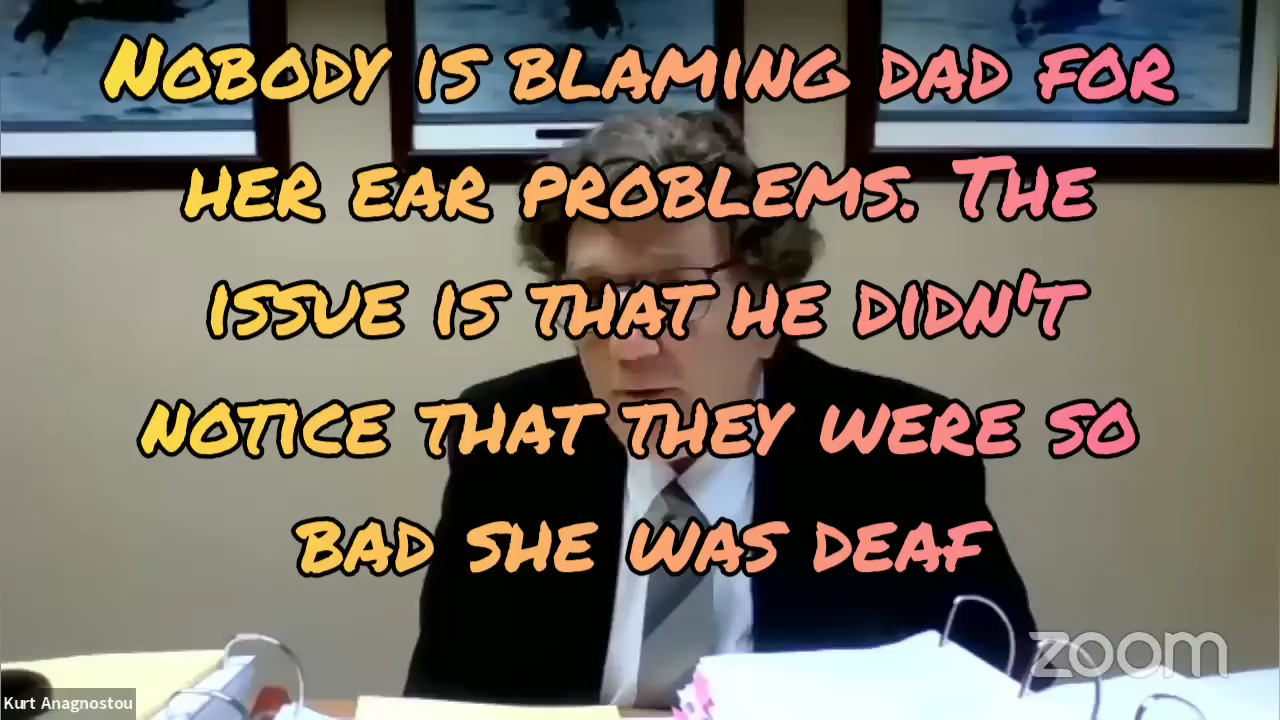 Nobody is blaming dad for
her ear problems. The
issue is that he didn't
notice that they were so
bad she was deaf
zoom
Kurt Anagnostou